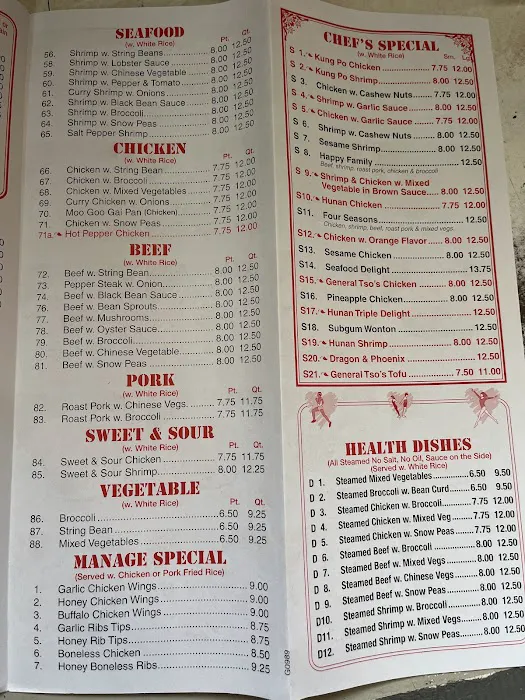 SEAFOOD
(w. White Rice)
Pt. Qt.
56. Shrimp w. String Beans 8.00 12.50
58. Shrimp w. Lobster Sauce 8.00 12.50
59. Shrimp w. Chinese Vegetable 8.00 12.50
60. Shrimp w. Pepper & Tomato 8.00 12.50
61. Curry Shrimp w. Onions 8.00 12.50
62. Shrimp w. Black Bean Sauce 8.00 12.50
63. Shrimp w. Broccoli 8.00 12.50
64. Shrimp w. Snow Peas 8.00 12.50
65. Salt Pepper Shrimp 8.00 12.50
CHICKEN
(w. White Rice)
Pt. Qt.
66. Chicken w. String Bean 7.75 12.00
67. Chicken w. Broccoli 7.75 12.00
68. Chicken w. Mixed Vegetables 7.75 12.00
69. Curry Chicken w. Onions 7.75 12.00
70. Moo Goo Gai Pan (Chicken) 7.75 12.00
71. Chicken w. Snow Peas 7.75 12.00
71a. Hot Pepper Chicken 7.75 12.00
BEEF
(w. White Rice)
Pt. Qt.
72. Beef w. String Bean 8.00 12.50
73. Pepper Steak w. Onion 8.00 12.50
74. Beef w. Black Bean Sauce 8.00 12.50
76. Beef w. Bean Sprouts 8.00 12.50
77. Beef w. Mushrooms 8.00 12.50
78. Beef w. Oyster Sauce 8.00 12.50
79. Beef w. Broccoli 8.00 12.50
80. Beef w. Chinese Vegetable 8.00 12.50
81. Beef w. Snow Peas 8.00 12.50
PORK
(w. White Rice)
Pt. Qt.
82. Roast Pork w. Chinese Vegs. 7.75 11.75
83. Roast Pork w. Broccoli 7.75 11.75
SWEET & SOUR
(w. White Rice)
Pt. Qt.
84. Sweet & Sour Chicken 7.75 11.75
85. Sweet & Sour Shrimp 8.00 12.25
VEGETABLE
(w. White Rice)
Pt. Qt.
86. Broccoli 6.50 9.25
87. String Bean 6.50 9.25
88. Mixed Vegetables 6.50 9.25
MANAGE SPECIAL
(Served w. Chicken or Pork Fried Rice)
1. Garlic Chicken Wings 9.00
2. Honey Chicken Wings 9.00
3. Buffalo Chicken Wings 9.00
4. Garlic Ribs Tips 8.75
5. Honey Rib Tips 8.75
6. Boneless Chicken 8.50
7. Honey Boneless Ribs 9.25
G0989
CHEF'S SPECIAL
(w. White Rice)
Sm. Lg.
S 1. Kung Po Chicken 7.75 12.00
S 2. Kung Po Shrimp 8.00 12.50
S 3. Chicken w. Cashew Nuts 7.75 12.00
S 4. Shrimp w. Garlic Sauce 8.00 12.50
S 5. Chicken w. Garlic Sauce 7.75 12.00
S 6. Shrimp w. Cashew Nuts 8.00 12.50
S 7. Sesame Shrimp 8.00 12.50
S 8. Happy Family 12.50
Beef, shrimp, roast pork, chicken & broccoli
S 9. Shrimp & Chicken w. Mixed
Vegetable in Brown Sauce 8.00 12.50
S10. Hunan Chicken 7.75 12.00
S11. Four Seasons 12.50
Chicken, shrimp, beef, roast pork & mixed vegs.
S12. Chicken w. Orange Flavor 8.00 12.50
S13. Sesame Chicken 8.00 12.50
S14. Seafood Delight 13.75
S15. General Tso's Chicken 8.00 12.50
S16. Pineapple Chicken 8.00 12.50
S17. Hunan Triple Delight 12.50
S18. Subgum Wonton 12.50
S19. Hunan Shrimp 8.00 12.50
S20. Dragon & Phoenix 12.50
S21. General Tso's Tofu 7.50 11.00
HEALTH DISHES
(All Steamed No Salt, No Oil, Sauce on the Side)
(Served w. White Rice)
D 1. Steamed Mixed Vegetables 6.50 9.50
D 2. Steamed Broccoli w. Bean Curd 6.50 9.50
D 3. Steamed Chicken w. Broccoli 7.75 12.00
D 4. Steamed Chicken w. Mixed Veg 7.75 12.00
D 5. Steamed Chicken w. Snow Peas 7.75 12.00
D 6. Steamed Beef w. Broccoli 8.00 12.50
D 7. Steamed Beef w. Mixed Vegs 8.00 12.50
D 8. Steamed Beef w. Chinese Vegs 8.00 12.50
D 9. Steamed Beef w. Snow Peas 8.00 12.50
D10. Steamed Shrimp w. Broccoli 8.00 12.50
D11. Steamed Shrimp w. Mixed Vegs 8.00 12.50
D12. Steamed Shrimp w. Snow Peas 8.00 12.50